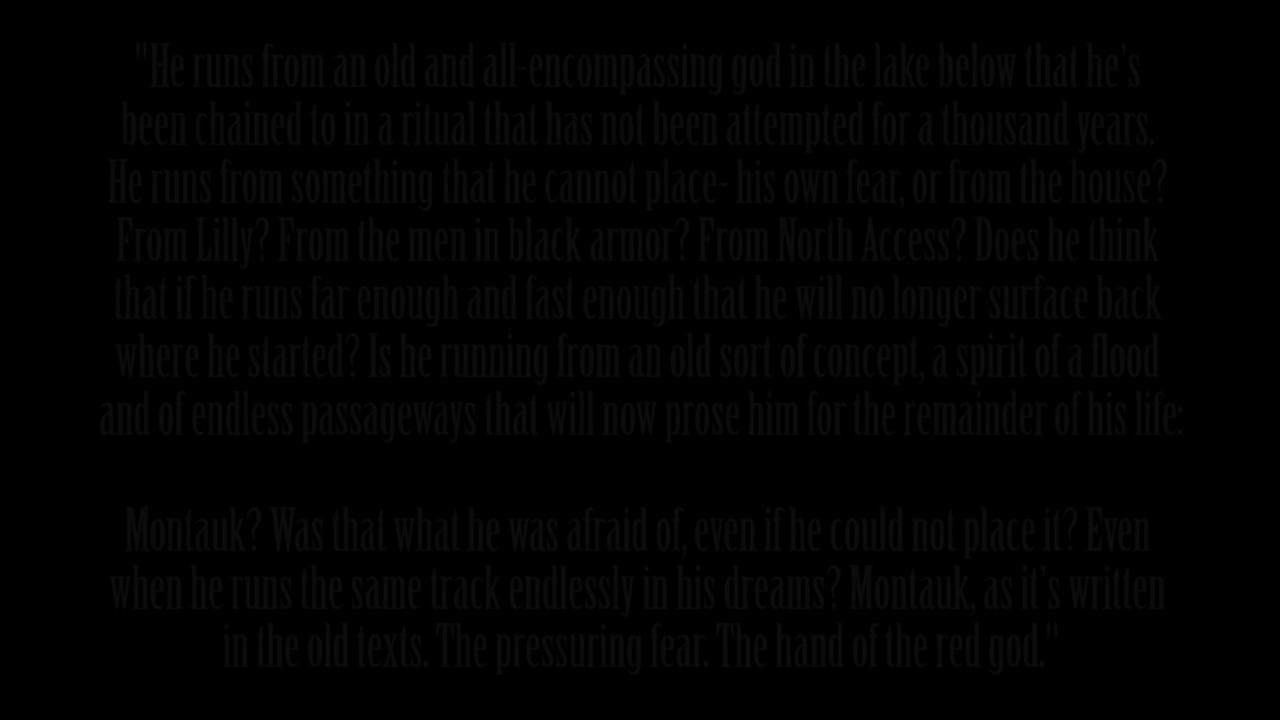 "He runs from an old and all-encompassing god in the lake below that he's
been chained to in a ritual that has not been attempted for a thousand years.
He runs from something that he cannot place- his own fear, or from the house?
From Lilly? From the men in black armor? From North Access? Does he think
that if he runs far enough and fast enough that he will no longer surface back
where he started? Is he running from an old sort of concept, a spirit of a flood
and of endless passageways that will now prose him for the remainder of his life:
Montauk? Was that what he was afraid of, even if he could not place it? Even
when he runs the same track endlessly in his dreams? Montauk, as it's written
in the old texts. The pressuring fear. The hand of the red god."